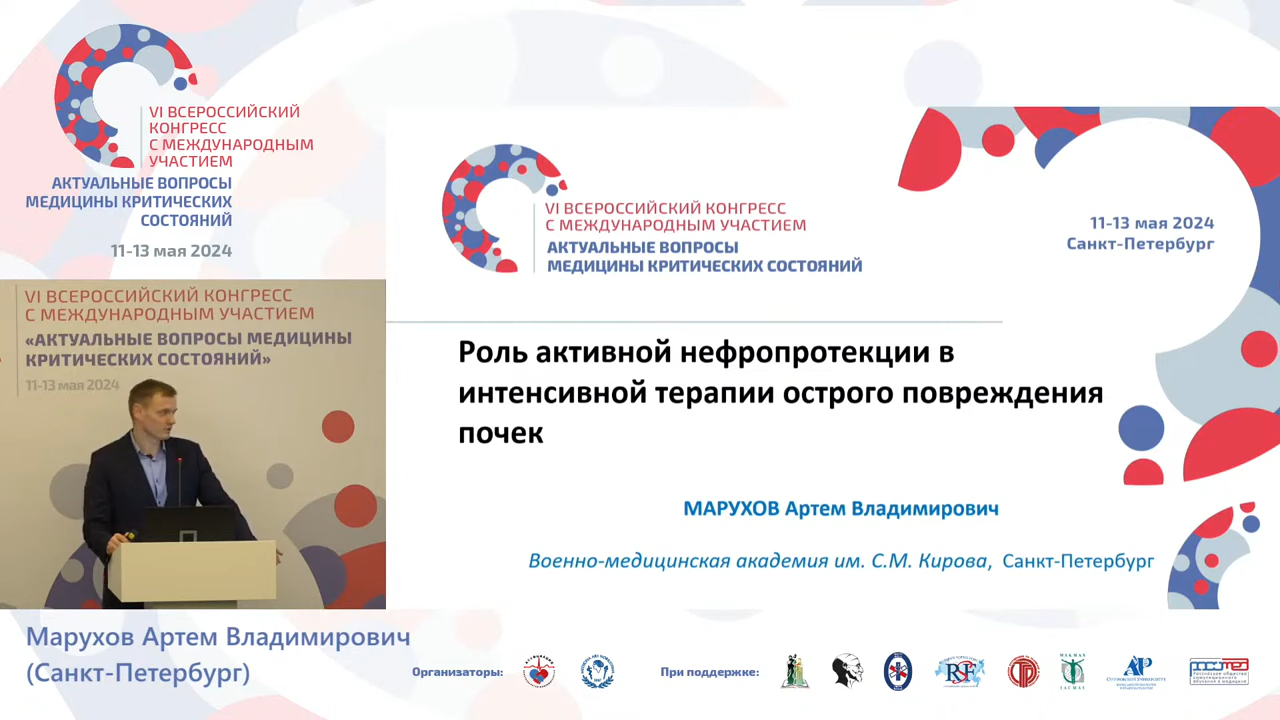 VI ВСЕРОССИЙСКИЙ
КОНГРЕСС
С МЕЖДУНАРОДНЫМ
УЧАСТИЕМ
АКТУАЛЬНЫЕ ВОПРОСЫ
МЕДИЦИНЫ КРИТИЧЕСКИХ
СОСТОЯНИЙ
11-13 мая 2024
VI ВСЕРОССИЙСКИЙ КОНГРЕСС
С МЕЖДУНАРОДНЫМ УЧАСТИЕМ
«АКТУАЛЬНЫЕ ВОПРОСЫ МЕДИЦИНЫ
КРИТИЧЕСКИХ СОСТОЯНИЙ»
11-13 мая 2024
VI ВСЕРОССИЙСКИЙ КОНГРЕСС
С МЕЖДУНАРОДНЫМ УЧАСТИЕМ
АКТУАЛЬНЫЕ ВОПРОСЫ
МЕДИЦИНЫ КРИТИЧЕСКИХ СОСТОЯНИЙ
11-13 мая 2024
Санкт-Петербург
Роль активной нефропротекции в
интенсивной терапии острого повреждения
почек
МАРУХОВ Артем Владимирович
Военно-медицинская академия им. С.М. Кирова, Санкт-Петербург
Марухов Артем Владимирович
(Санкт-Петербург)
Организаторы:
При поддержке: